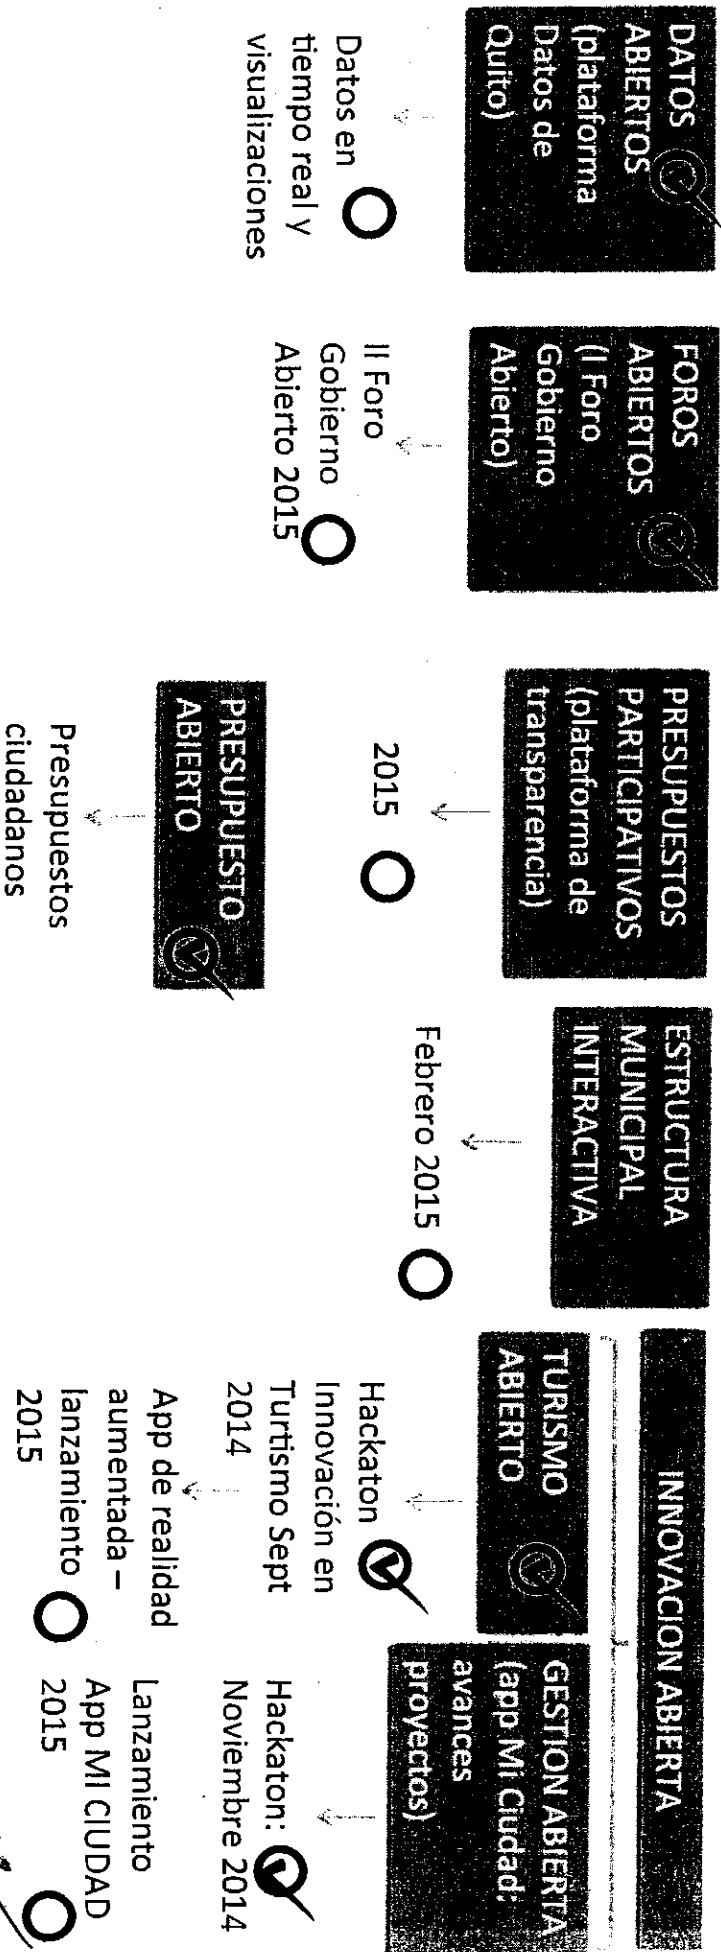 DATOS
ABIERTOS
(plataforma
Datos de
Quito)
Datos en
tiempo real y
visualizaciones
FOROS
ABIERTOS
(I Foro
Gobierno
Abierto)
II Foro
Gobierno
Abierto 2015
PRESUPUESTOS
PARTICIPATIVOS
(plataforma de
transparencia)
2015
PRESUPUESTO
ABIERTO
Presupuestos
ciudadanos
ESTRUCTURA
MUNICIPAL
INTERACTIVA
Febrero 2015
INNOVACION ABIERTA
TURISMO
ABIERTO
Hackaton
Innovación en
Turtismo Sept
2014
App de realidad
aumentada –
lanzamiento
2015
GESTION ABIERTA
(app Mi Ciudad:
avances
proyectos)
Hackaton:
Noviembre 2014
Lanzamiento
App MI CIUDAD
2015